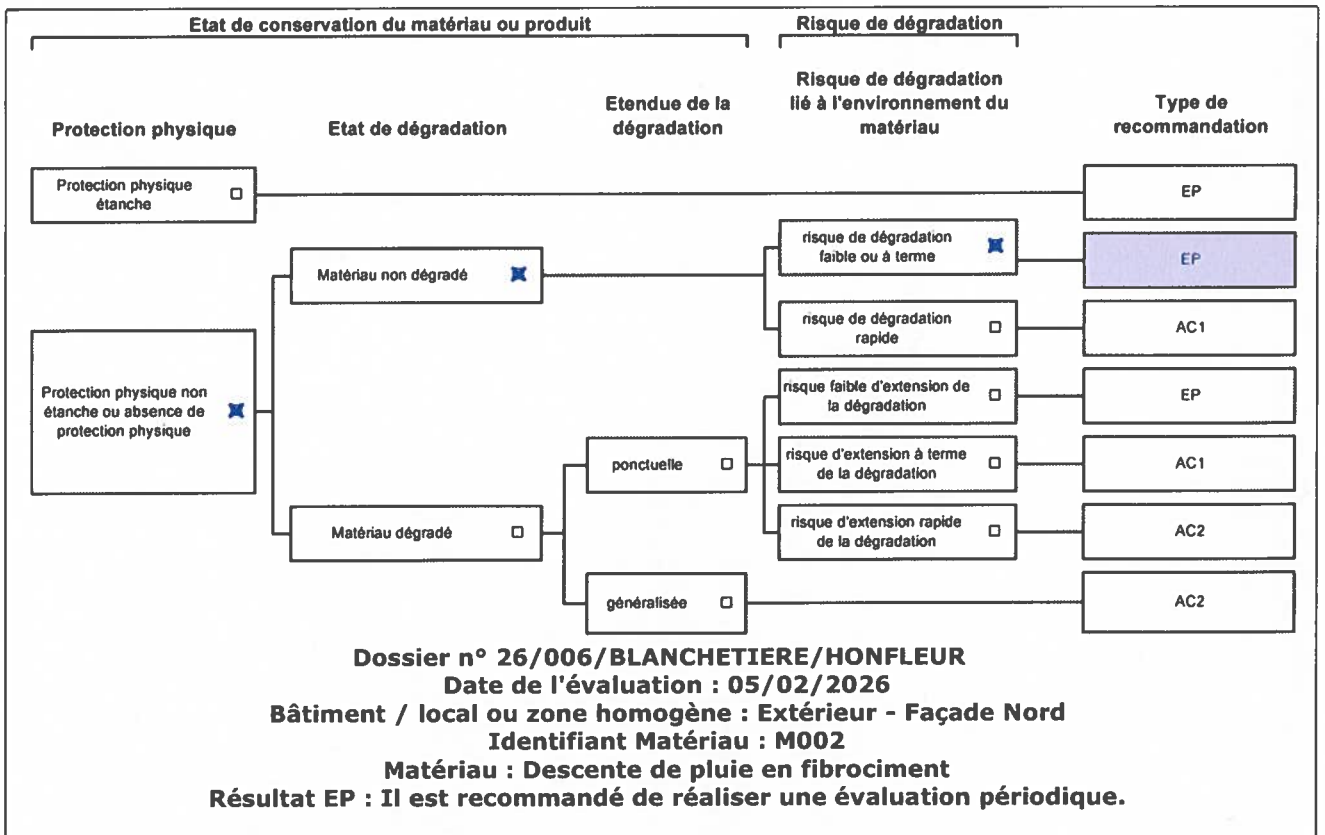 Etat de conservation du matériau ou produit
Risque de dégradation
Protection physique
Etat de dégradation
Etendue de la
dégradation
Risque de dégradation
lié à l'environnement du
matériau
Type de
recommandation
Protection physique
étanche
EP
Matériau non dégradé
risque de dégradation
faible ou à terme
EP
risque de dégradation
rapide
AC1
Protection physique non
étanche ou absence de
protection physique
risque faible d'extension de
la dégradation
EP
ponctuelle
risque d'extension à terme
de la dégradation
AC1
Matériau dégradé
risque d'extension rapide
de la dégradation
AC2
généralisée
AC2
Dossier n° 26/006/BLANCHETIERE/HONFLEUR
Date de l'évaluation : 05/02/2026
Bâtiment / local ou zone homogène : Extérieur - Façade Nord
Identifiant Matériau : M002
Matériau : Descente de pluie en fibrociment
Résultat EP : Il est recommandé de réaliser une évaluation périodique.